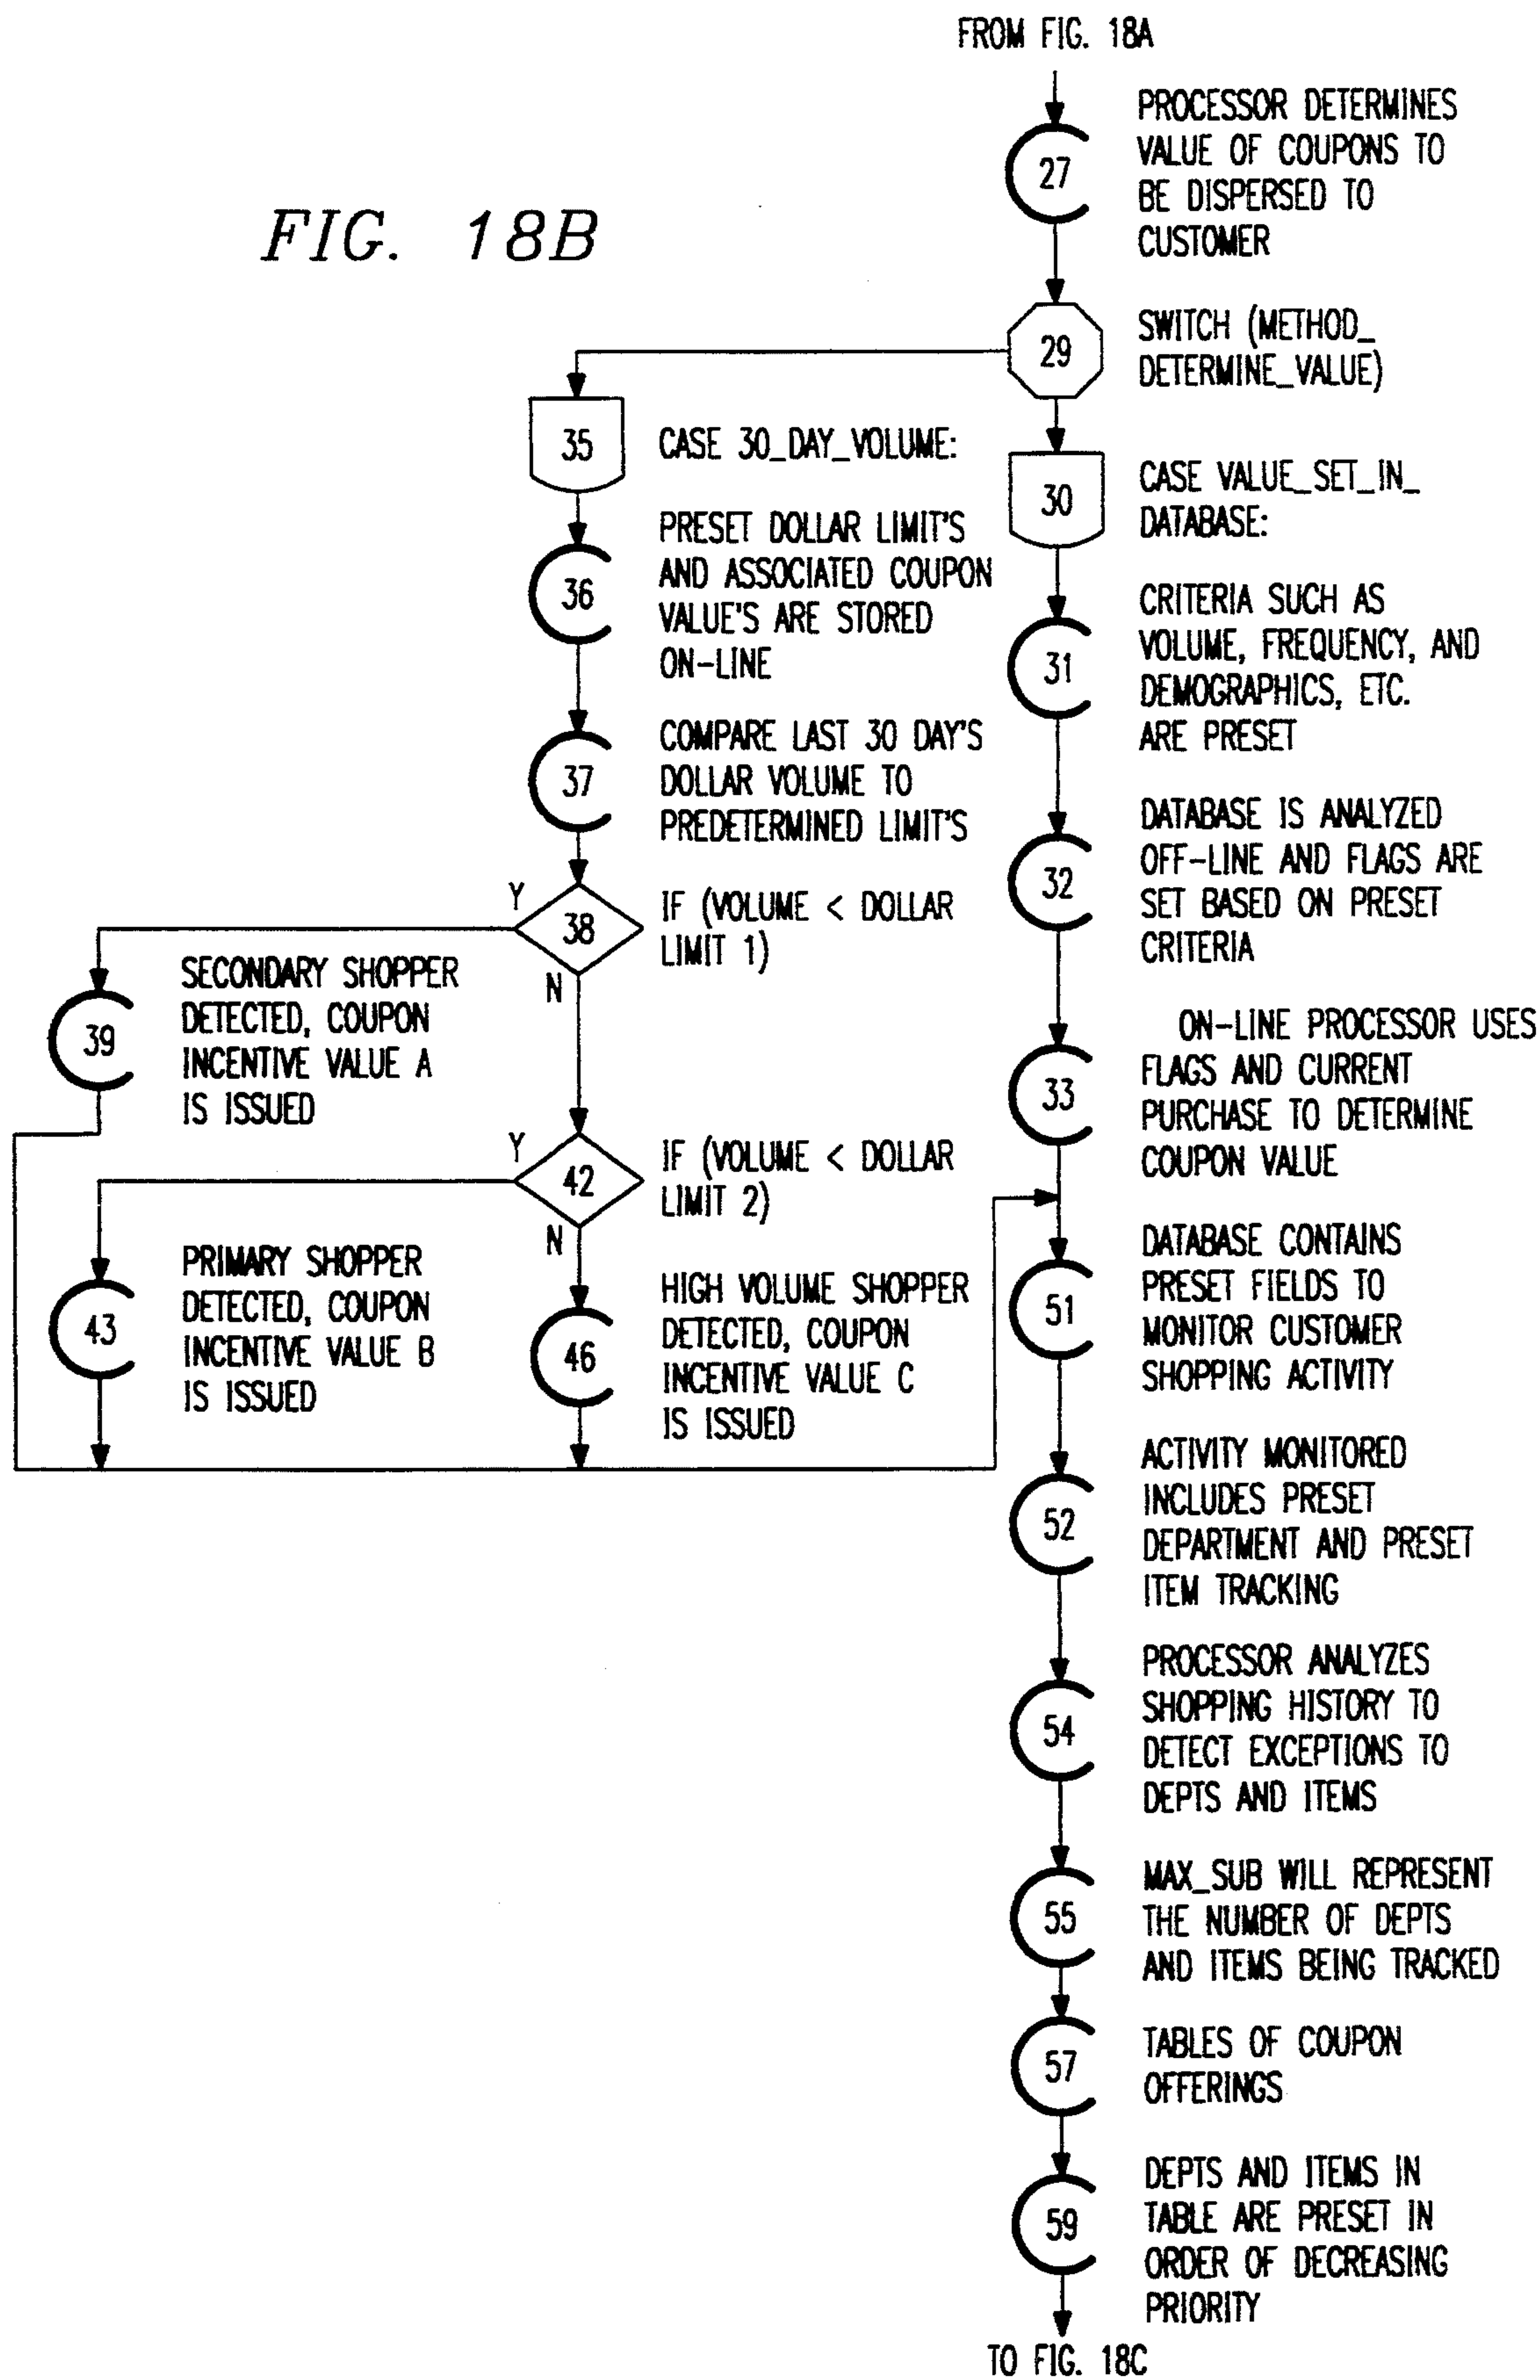 FROM FIG. 18A
FIG. 18B
27
PROCESSOR DETERMINES
VALUE OF COUPONS TO
BE DISPERSED TO
CUSTOMER
29
SWITCH (METHOD_
DETERMINE_VALUE)
35
CASE 30_DAY_VOLUME:
36
PRESET DOLLAR LIMIT'S
AND ASSOCIATED COUPON
VALUE'S ARE STORED
ON-LINE
37
COMPARE LAST 30 DAY'S
DOLLAR VOLUME TO
PREDETERMINED LIMIT'S
38
Y
N
IF (VOLUME < DOLLAR
LIMIT 1)
39
SECONDARY SHOPPER
DETECTED, COUPON
INCENTIVE VALUE A
IS ISSUED
42
Y
N
IF (VOLUME < DOLLAR
LIMIT 2)
43
PRIMARY SHOPPER
DETECTED, COUPON
INCENTIVE VALUE B
IS ISSUED
46
HIGH VOLUME SHOPPER
DETECTED, COUPON
INCENTIVE VALUE C
IS ISSUED
30
CASE VALUE_SET_IN_
DATABASE:
31
CRITERIA SUCH AS
VOLUME, FREQUENCY, AND
DEMOGRAPHICS, ETC.
ARE PRESET
32
DATABASE IS ANALYZED
OFF-LINE AND FLAGS ARE
SET BASED ON PRESET
CRITERIA
33
ON-LINE PROCESSOR USES
FLAGS AND CURRENT
PURCHASE TO DETERMINE
COUPON VALUE
51
DATABASE CONTAINS
PRESET FIELDS TO
MONITOR CUSTOMER
SHOPPING ACTIVITY
52
ACTIVITY MONITORED
INCLUDES PRESET
DEPARTMENT AND PRESET
ITEM TRACKING
54
PROCESSOR ANALYZES
SHOPPING HISTORY TO
DETECT EXCEPTIONS TO
DEPTS AND ITEMS
55
MAX_SUB WILL REPRESENT
THE NUMBER OF DEPTS
AND ITEMS BEING TRACKED
57
TABLES OF COUPON
OFFERINGS
59
DEPTS AND ITEMS IN
TABLE ARE PRESET IN
ORDER OF DECREASING
PRIORITY
TO FIG. 18C